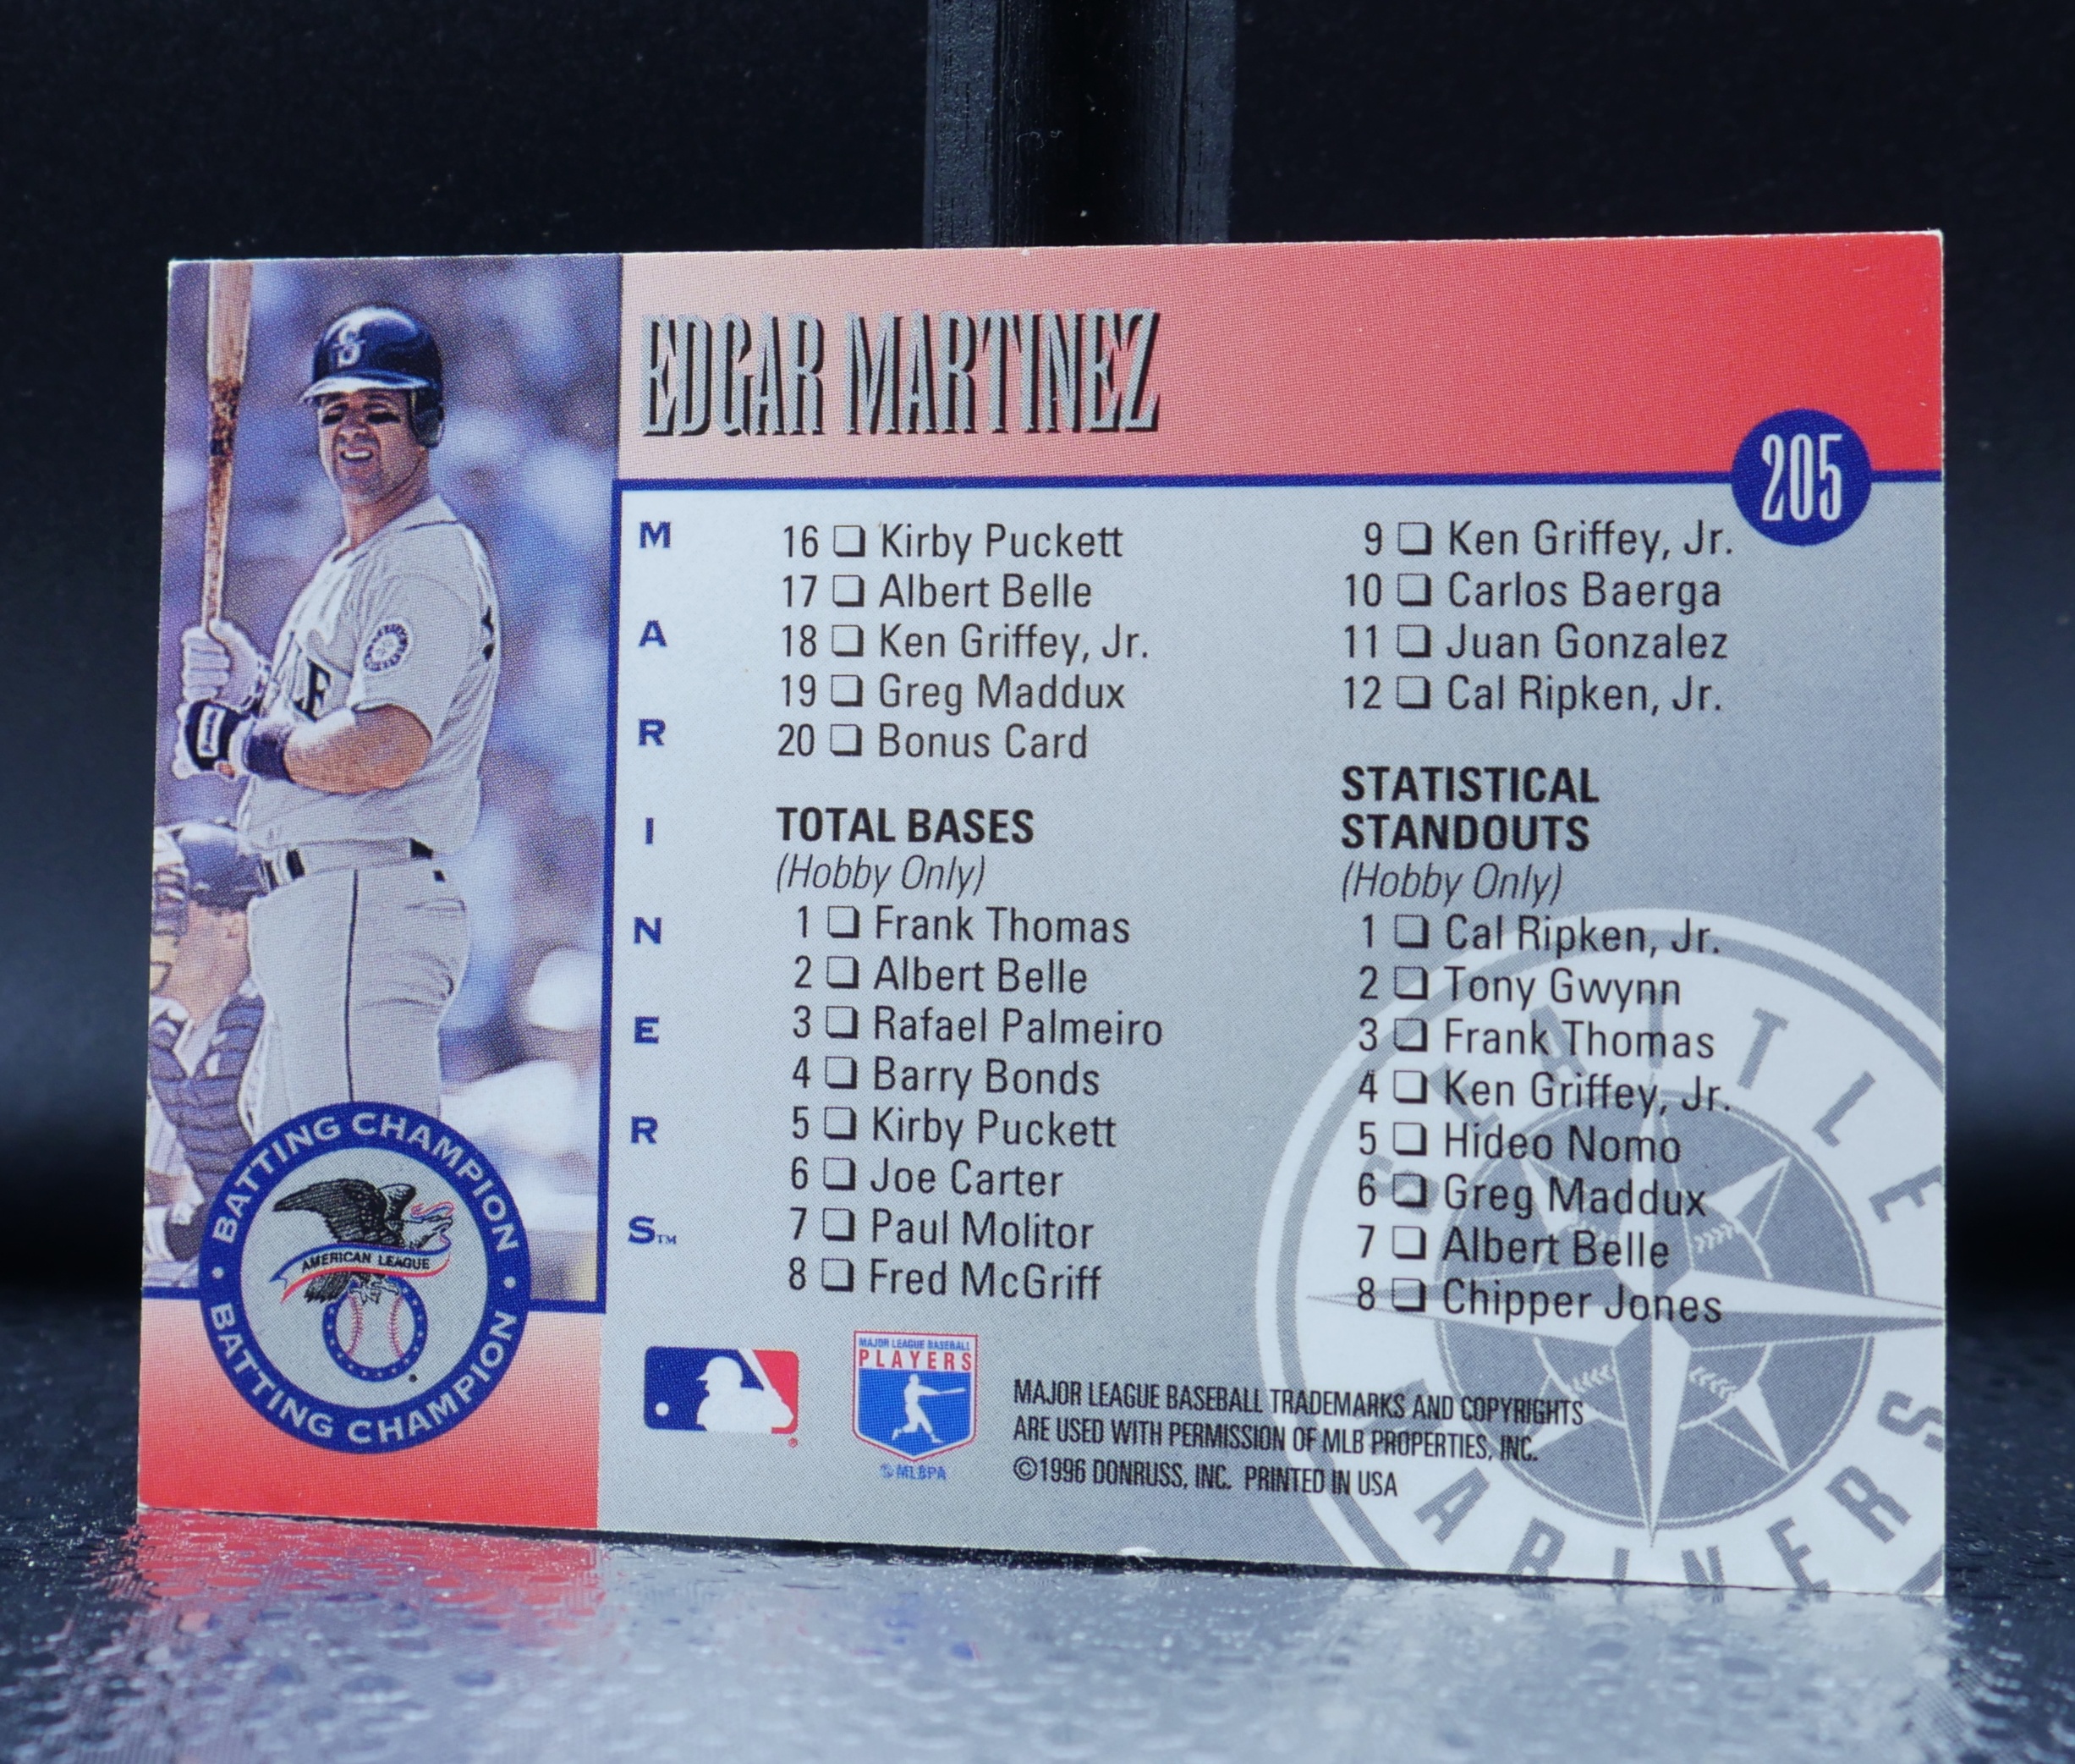 EDGAR MARTINEZ
205
MARINERS™
16 ❑ Kirby Puckett
17 ❑ Albert Belle
18 ❑ Ken Griffey, Jr.
19 ❑ Greg Maddux
20 ❑ Bonus Card
TOTAL BASES
(Hobby Only)
1 ❑ Frank Thomas
2 ❑ Albert Belle
3 ❑ Rafael Palmeiro
4 ❑ Barry Bonds
5 ❑ Kirby Puckett
6 ❑ Joe Carter
7 ❑ Paul Molitor
8 ❑ Fred McGriff
9 ❑ Ken Griffey, Jr.
10 ❑ Carlos Baerga
11 ❑ Juan Gonzalez
12 ❑ Cal Ripken, Jr.
STATISTICAL
STANDOUTS
(Hobby Only)
1 ❑ Cal Ripken, Jr.
2 ❑ Tony Gwynn
3 ❑ Frank Thomas
4 ❑ Ken Griffey, Jr.
5 ❑ Hideo Nomo
6 ❑ Greg Maddux
7 ❑ Albert Belle
8 ❑ Chipper Jones
SEATTLE
MARINERS
BATTING CHAMPION •
BATTING CHAMPION •
AMERICAN LEAGUE
MAJOR LEAGUE BASEBALL
PLAYERS
©MLBPA
MAJOR LEAGUE BASEBALL TRADEMARKS AND COPYRIGHTS
ARE USED WITH PERMISSION OF MLB PROPERTIES, INC.
©1996 DONRUSS, INC. PRINTED IN USA